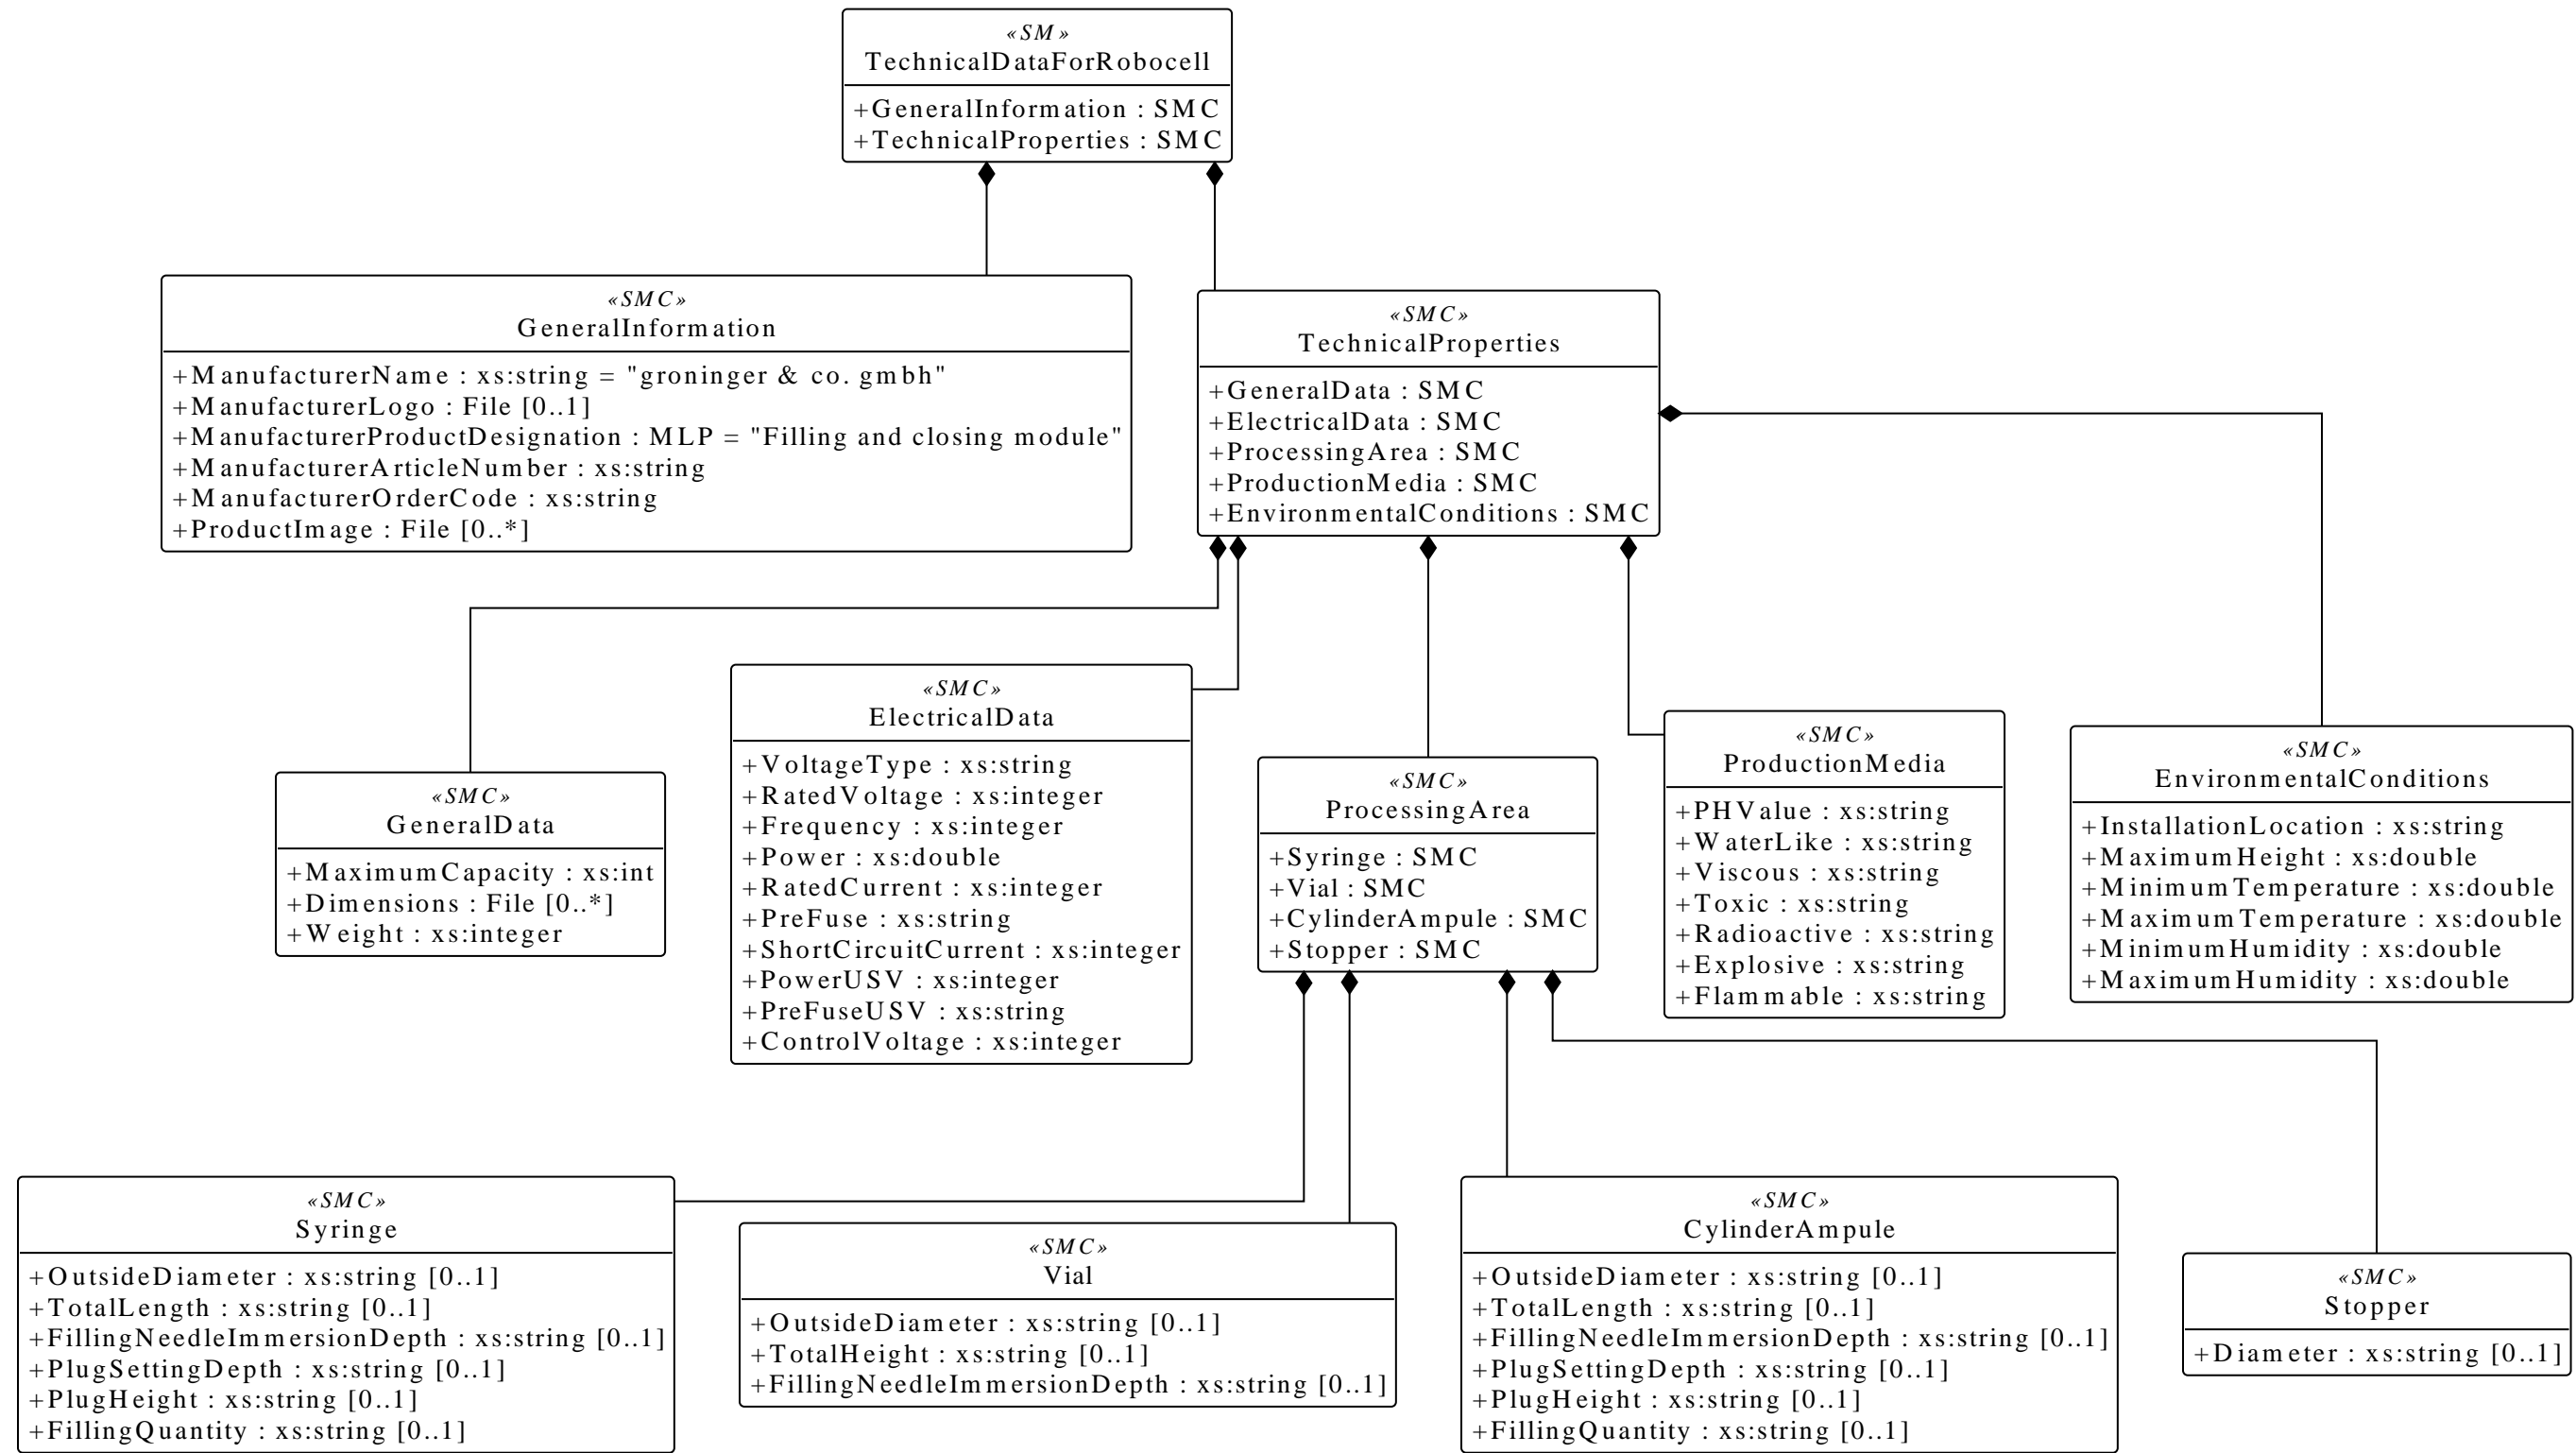 «SM»
TechnicalDataForRobocell
+GeneralInformation : SMC
+TechnicalProperties : SMC
«SMC»
GeneralInformation
+ManufacturerName : xs:string = "groninger & co. gmbh"
+ManufacturerLogo : File [0..1]
+ManufacturerProductDesignation : MLP = "Filling and closing module"
+ManufacturerArticleNumber : xs:string
+ManufacturerOrderCode : xs:string
+ProductImage : File [0..*]
«SMC»
TechnicalProperties
+GeneralData : SMC
+ElectricalData : SMC
+ProcessingArea : SMC
+ProductionMedia : SMC
+EnvironmentalConditions : SMC
«SMC»
GeneralData
+MaximumCapacity : xs:int
+Dimensions : File [0..*]
+Weight : xs:integer
«SMC»
ElectricalData
+VoltageType : xs:string
+RatedVoltage : xs:integer
+Frequency : xs:integer
+Power : xs:double
+RatedCurrent : xs:integer
+PreFuse : xs:string
+ShortCircuitCurrent : xs:integer
+PowerUSV : xs:integer
+PreFuseUSV : xs:string
+ControlVoltage : xs:integer
«SMC»
ProcessingArea
+Syringe : SMC
+Vial : SMC
+CylinderAmpule : SMC
+Stopper : SMC
«SMC»
ProductionMedia
+PHValue : xs:string
+WaterLike : xs:string
+Viscous : xs:string
+Toxic : xs:string
+Radioactive : xs:string
+Explosive : xs:string
+Flammable : xs:string
«SMC»
EnvironmentalConditions
+InstallationLocation : xs:string
+MaximumHeight : xs:double
+MinimumTemperature : xs:double
+MaximumTemperature : xs:double
+MinimumHumidity : xs:double
+MaximumHumidity : xs:double
«SMC»
Syringe
+OutsideDiameter : xs:string [0..1]
+TotalLength : xs:string [0..1]
+FillingNeedleImmersionDepth : xs:string [0..1]
+PlugSettingDepth : xs:string [0..1]
+PlugHeight : xs:string [0..1]
+FillingQuantity : xs:string [0..1]
«SMC»
Vial
+OutsideDiameter : xs:string [0..1]
+TotalHeight : xs:string [0..1]
+FillingNeedleImmersionDepth : xs:string [0..1]
«SMC»
CylinderAmpule
+OutsideDiameter : xs:string [0..1]
+TotalLength : xs:string [0..1]
+FillingNeedleImmersionDepth : xs:string [0..1]
+PlugSettingDepth : xs:string [0..1]
+PlugHeight : xs:string [0..1]
+FillingQuantity : xs:string [0..1]
«SMC»
Stopper
+Diameter : xs:string [0..1]